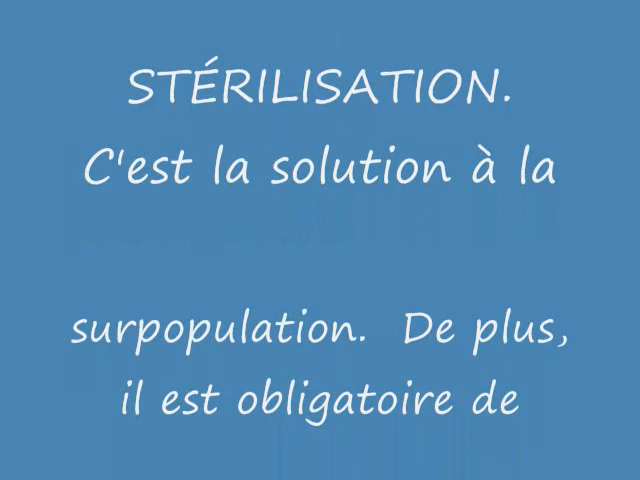 STÉRILISATION.
C'est la solution à la
surpopulation. De plus,
il est obligatoire de